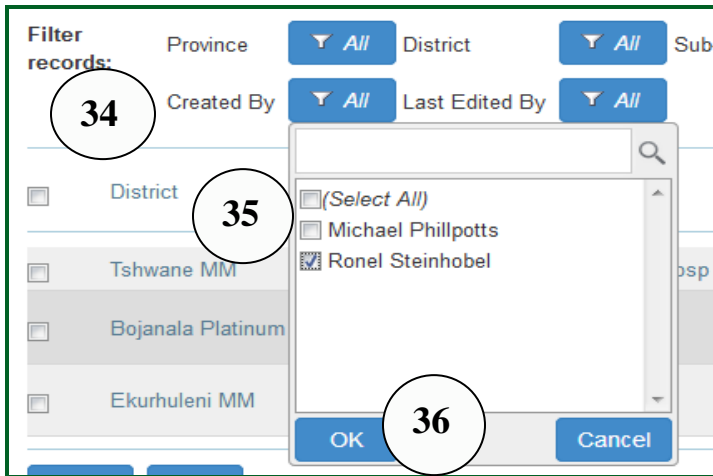 Filter records:
Province All District All Sub
34 Created By All Last Edited By All
District
35 (Select All)
Michael Phillpotts
Tshwane MM Ronel Steinhobel osp
Bojanala Platinum
Ekurhuleni MM
OK 36 Cancel